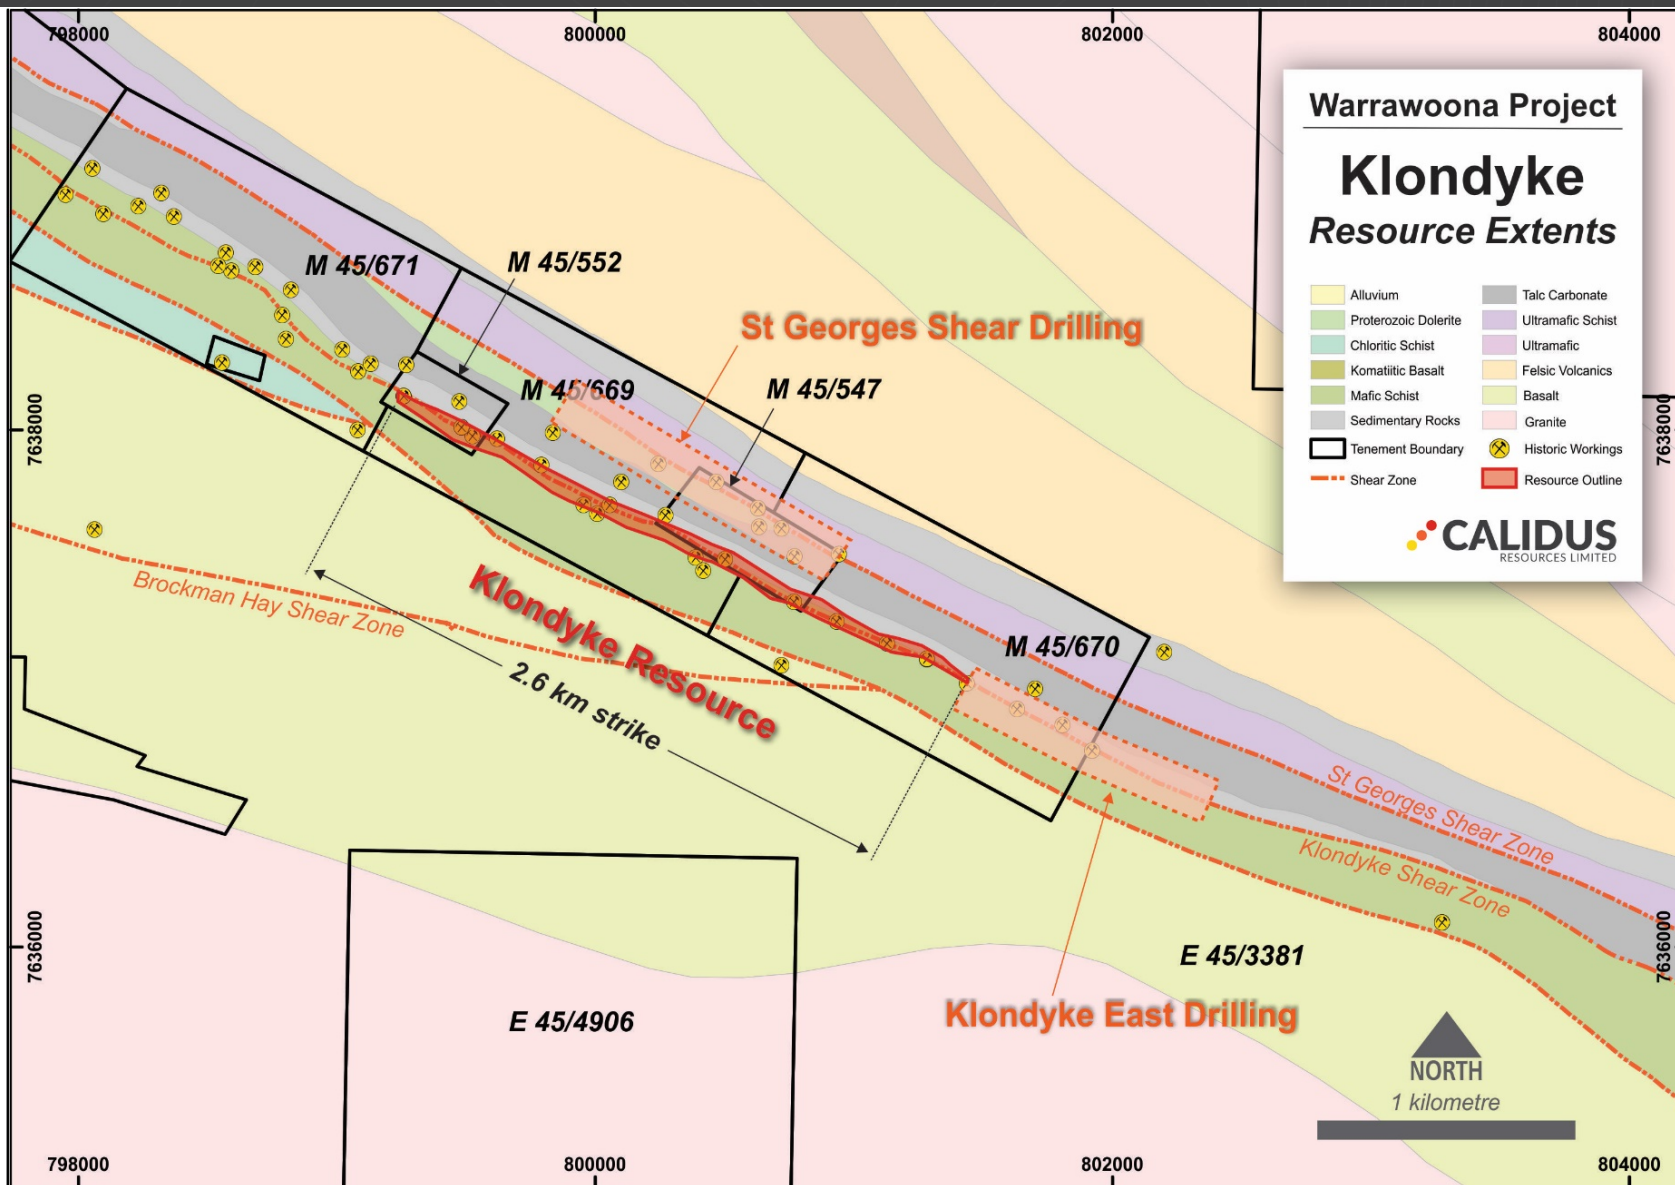 798000
800000
802000
804000
Warrawoona Project
Klondyke
Resource Extents
Alluvium
Talc Carbonate
Proterozoic Dolerite
Ultramafic Schist
Chloritic Schist
Ultramafic
Komatiitic Basalt
Felsic Volcanics
Mafic Schist
Basalt
Sedimentary Rocks
Granite
Tenement Boundary
Historic Workings
Shear Zone
Resource Outline
CALIDUS
RESOURCES LIMITED
M 45/671
M 45/552
St Georges Shear Drilling
M 45/669
M 45/547
7638000
7638000
Brockman Hay Shear Zone
Klondyke Resource
2.6 km strike
M 45/670
St Georges Shear Zone
Klondyke Shear Zone
7636000
7636000
E 45/3381
Klondyke East Drilling
E 45/4906
NORTH
1 kilometre
798000
800000
802000
804000